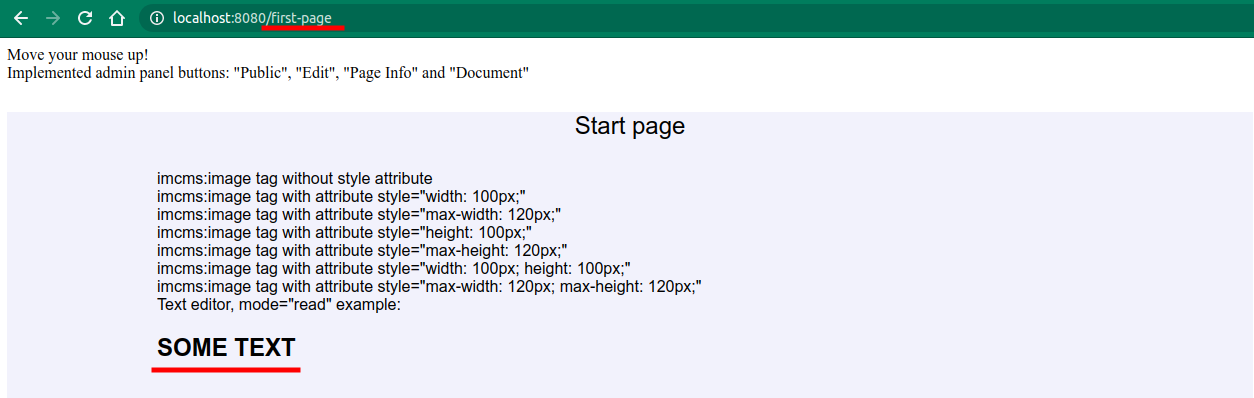 localhost:8080/first-page
Move your mouse up!
Implemented admin panel buttons: "Public", "Edit", "Page Info" and "Document"
Start page
imcms:image tag without style attribute
imcms:image tag with attribute style="width: 100px;"
imcms:image tag with attribute style="max-width: 120px;"
imcms:image tag with attribute style="height: 100px;"
imcms:image tag with attribute style="max-height: 120px;"
imcms:image tag with attribute style="width: 100px; height: 100px;"
imcms:image tag with attribute style="max-width: 120px; max-height: 120px;"
Text editor, mode="read" example:
SOME TEXT